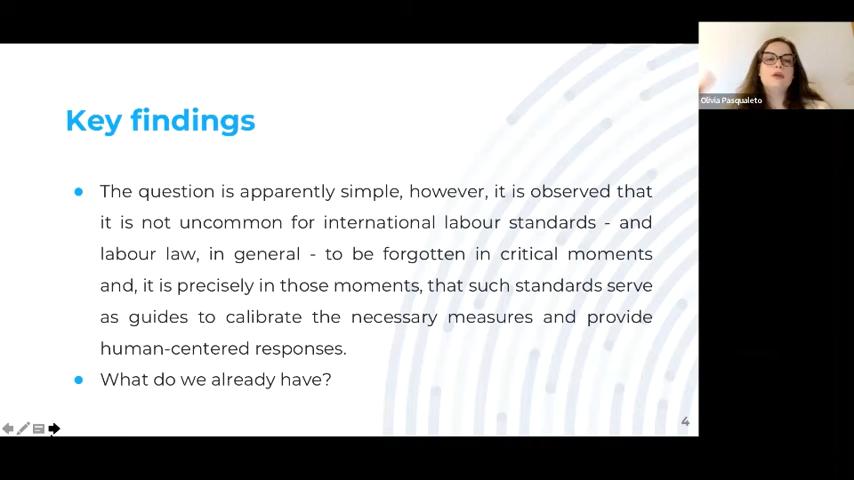 Key findings
The question is apparently simple, however, it is observed that
it is not uncommon for international labour standards - and
labour law, in general - to be forgotten in critical moments
and, it is precisely in those moments, that such standards serve
as guides to calibrate the necessary measures and provide
human-centered responses.
What do we already have?
4
Olivia Pasqualeto